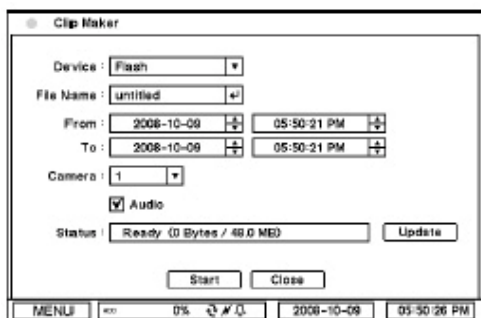 Clip Maker
Device : Flash
File Name : untitled
From : 2008-10-09 05:50:21 PM
To : 2008-10-09 05:50:21 PM
Camera : 1
Audio
Status : Ready (0 Bytes / 48.0 MB)
Update
Start Close
MENU 0% 2008-10-09 05:50:26 PM